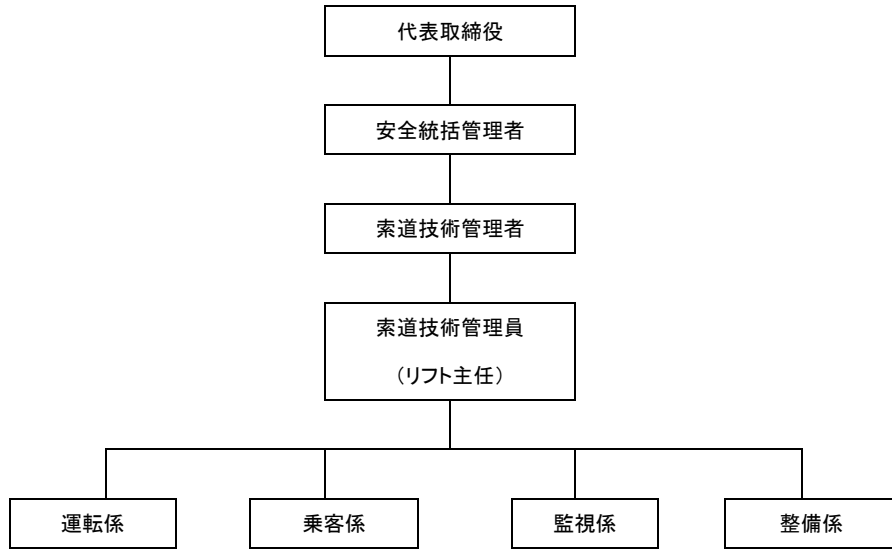 代表取締役
安全統括管理者
索道技術管理者
索道技術管理員
（リフト主任）
運転係
乗客係
監視係
整備係